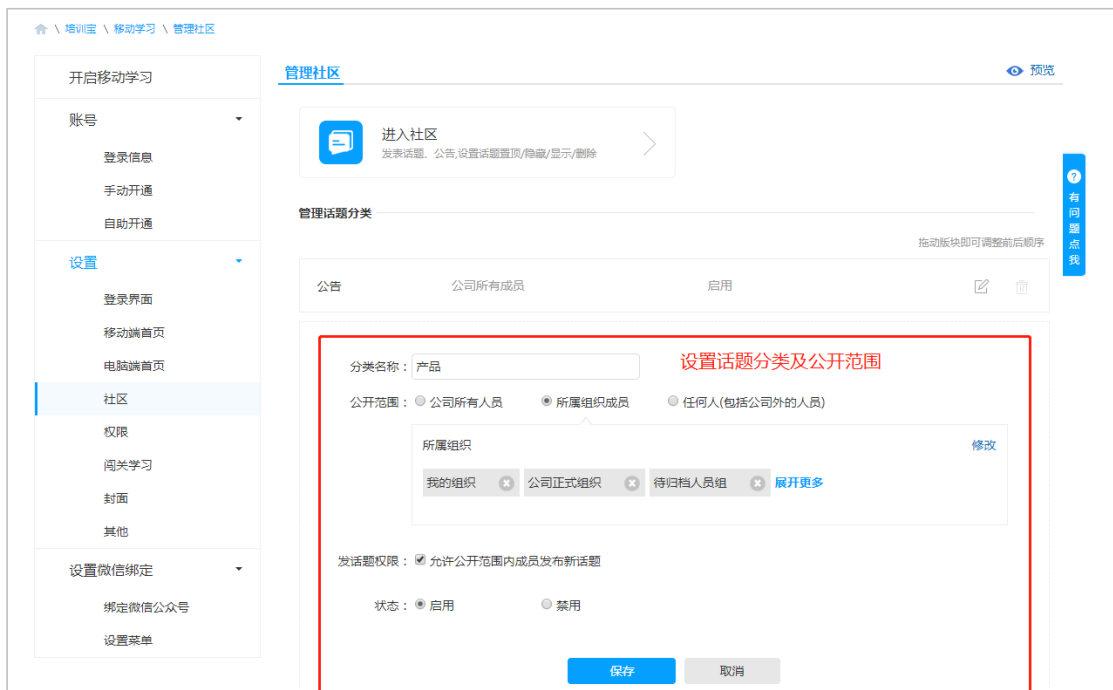 \ 培训宝 \ 移动学习 \ 管理社区
开启移动学习
账号
登录信息
手动开通
自助开通
设置
登录界面
移动端首页
电脑端首页
社区
权限
闯关学习
封面
其他
设置微信绑定
绑定微信公众号
设置菜单
管理社区
预览
进入社区
发表话题、公告,设置话题置顶/隐藏/显示/删除
管理话题分类
拖动版块即可调整前后顺序
公告 公司所有成员 启用
设置话题分类及公开范围
分类名称： 产品
公开范围： 公司所有人员 所属组织成员 任何人(包括公司外的人员)
所属组织 修改
我的组织 公司正式组织 待归档人员组 展开更多
发话题权限： 允许公开范围内成员发布新话题
状态： 启用 禁用
保存 取消
? 有问题点我